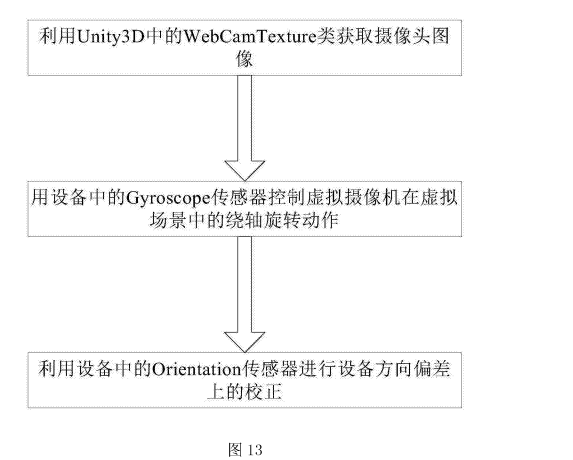 利用Unity3D中的WebCamTexture类获取摄像头图
像
用设备中的Gyroscope传感器控制虚拟摄像机在虚拟
场景中的绕轴旋转动作
利用设备中的Orientation传感器进行设备方向偏差
上的校正
图 13